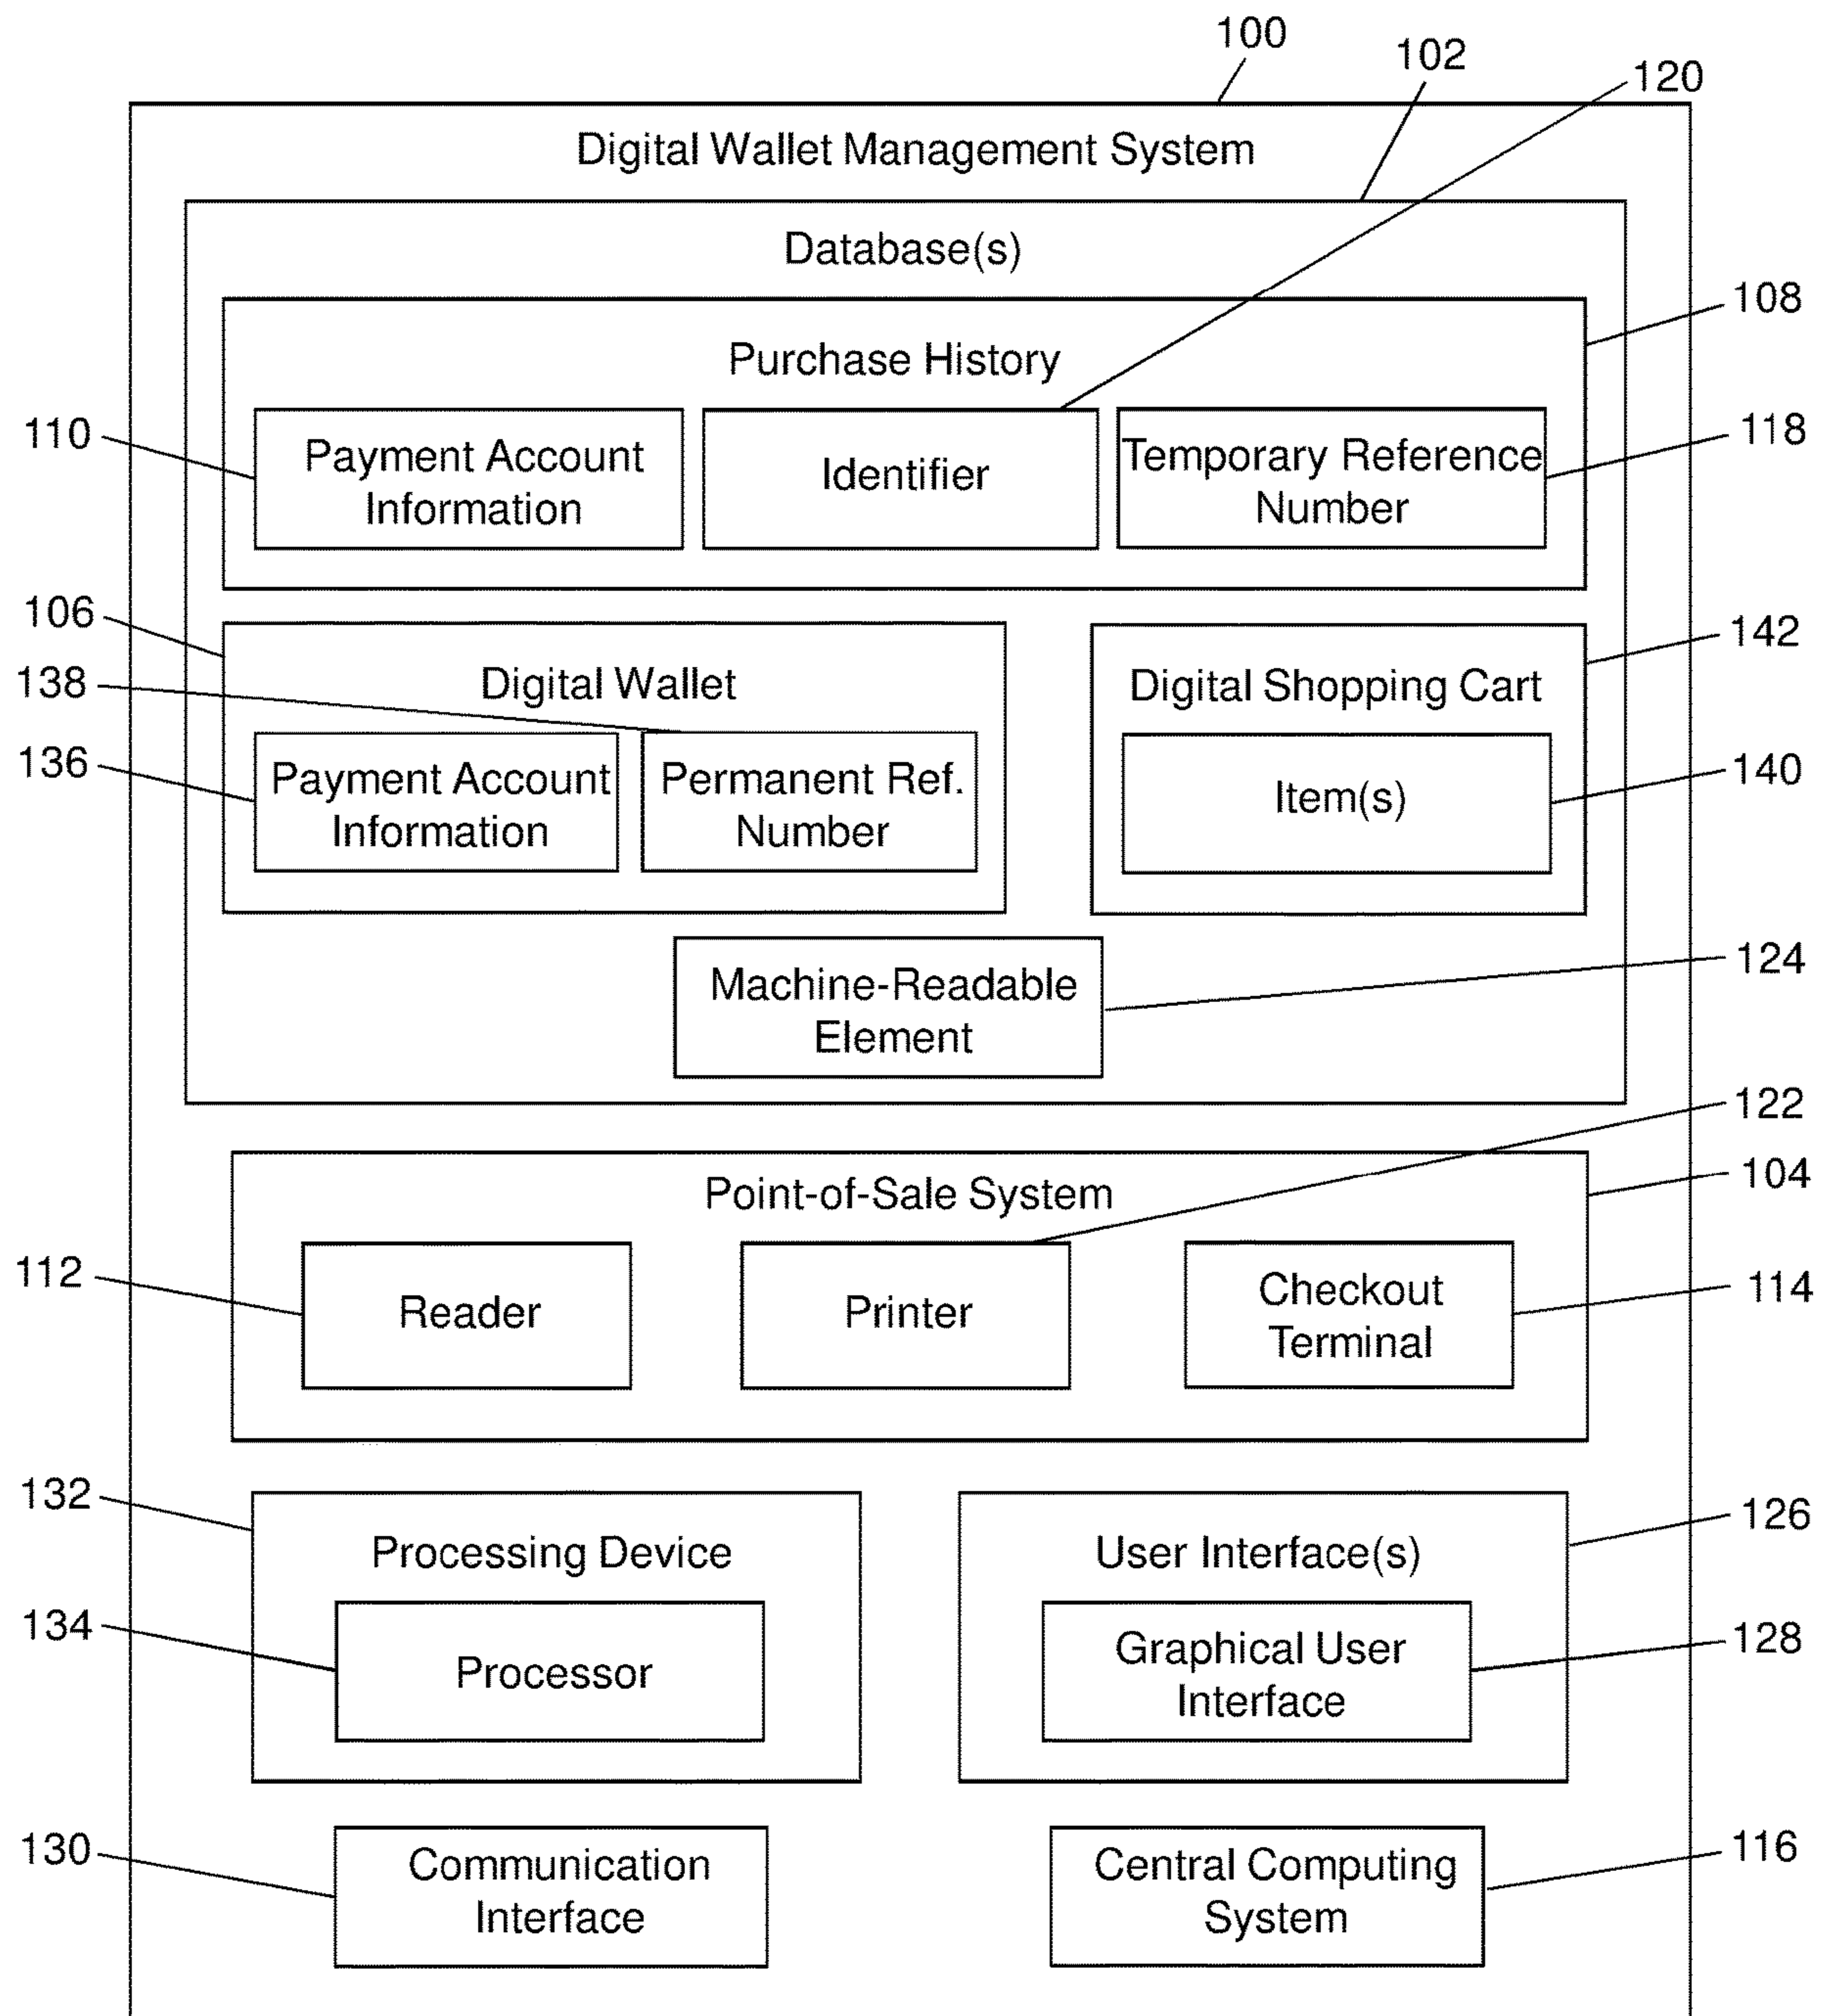 100
102
120
Digital Wallet Management System
Database(s)
108
Purchase History
110
Payment Account
Information
Identifier
Temporary Reference
Number
118
106
142
138
Digital Wallet
Digital Shopping Cart
136
Payment Account
Information
Permanent Ref.
Number
Item(s)
140
Machine-Readable
Element
124
122
Point-of-Sale System
104
112
Reader
Printer
Checkout
Terminal
114
132
126
Processing Device
User Interface(s)
134
Processor
Graphical User
Interface
128
130
Communication
Interface
Central Computing
System
116